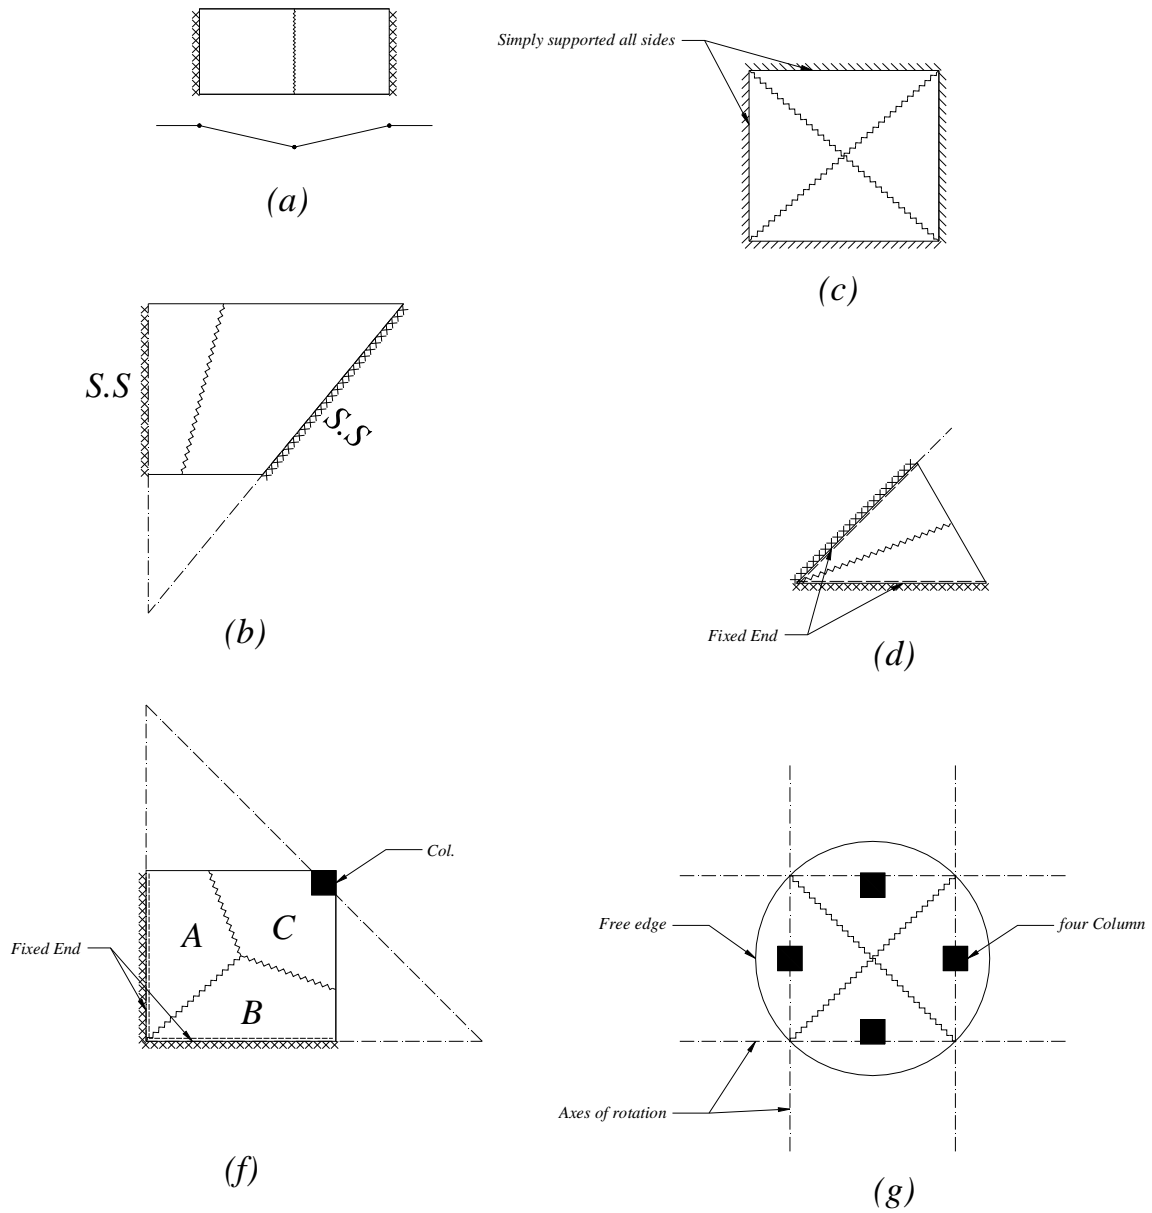 Simply supported all sides
(a)
(c)
S.S
S.S
(b)
Fixed End
(d)
Col.
A
C
Fixed End
B
Free edge
four Column
Axes of rotation
(f)
(g)